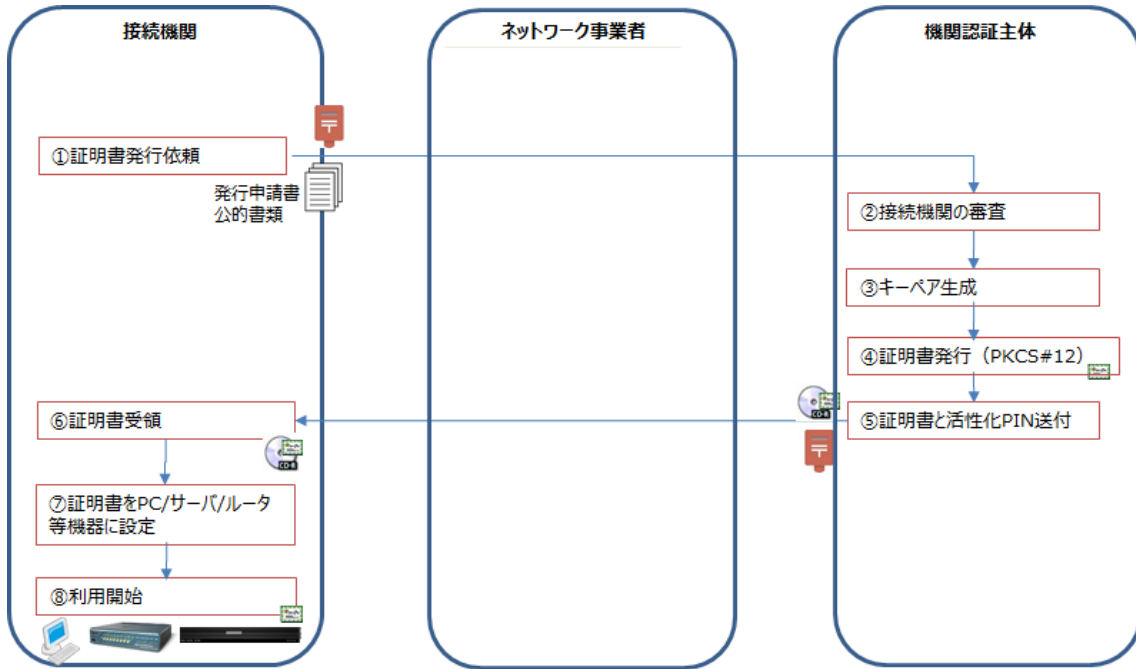 接続機関
ネットワーク事業者
機関認証主体
①証明書発行依頼
発行申請書
公的書類
②接続機関の審査
③キーペア生成
④証明書発行（PKCS#12）
⑤証明書と活性化PIN送付
CD-R
⑥証明書受領
CD-R
⑦証明書をPC/サーバ/ルータ
等機器に設定
⑧利用開始